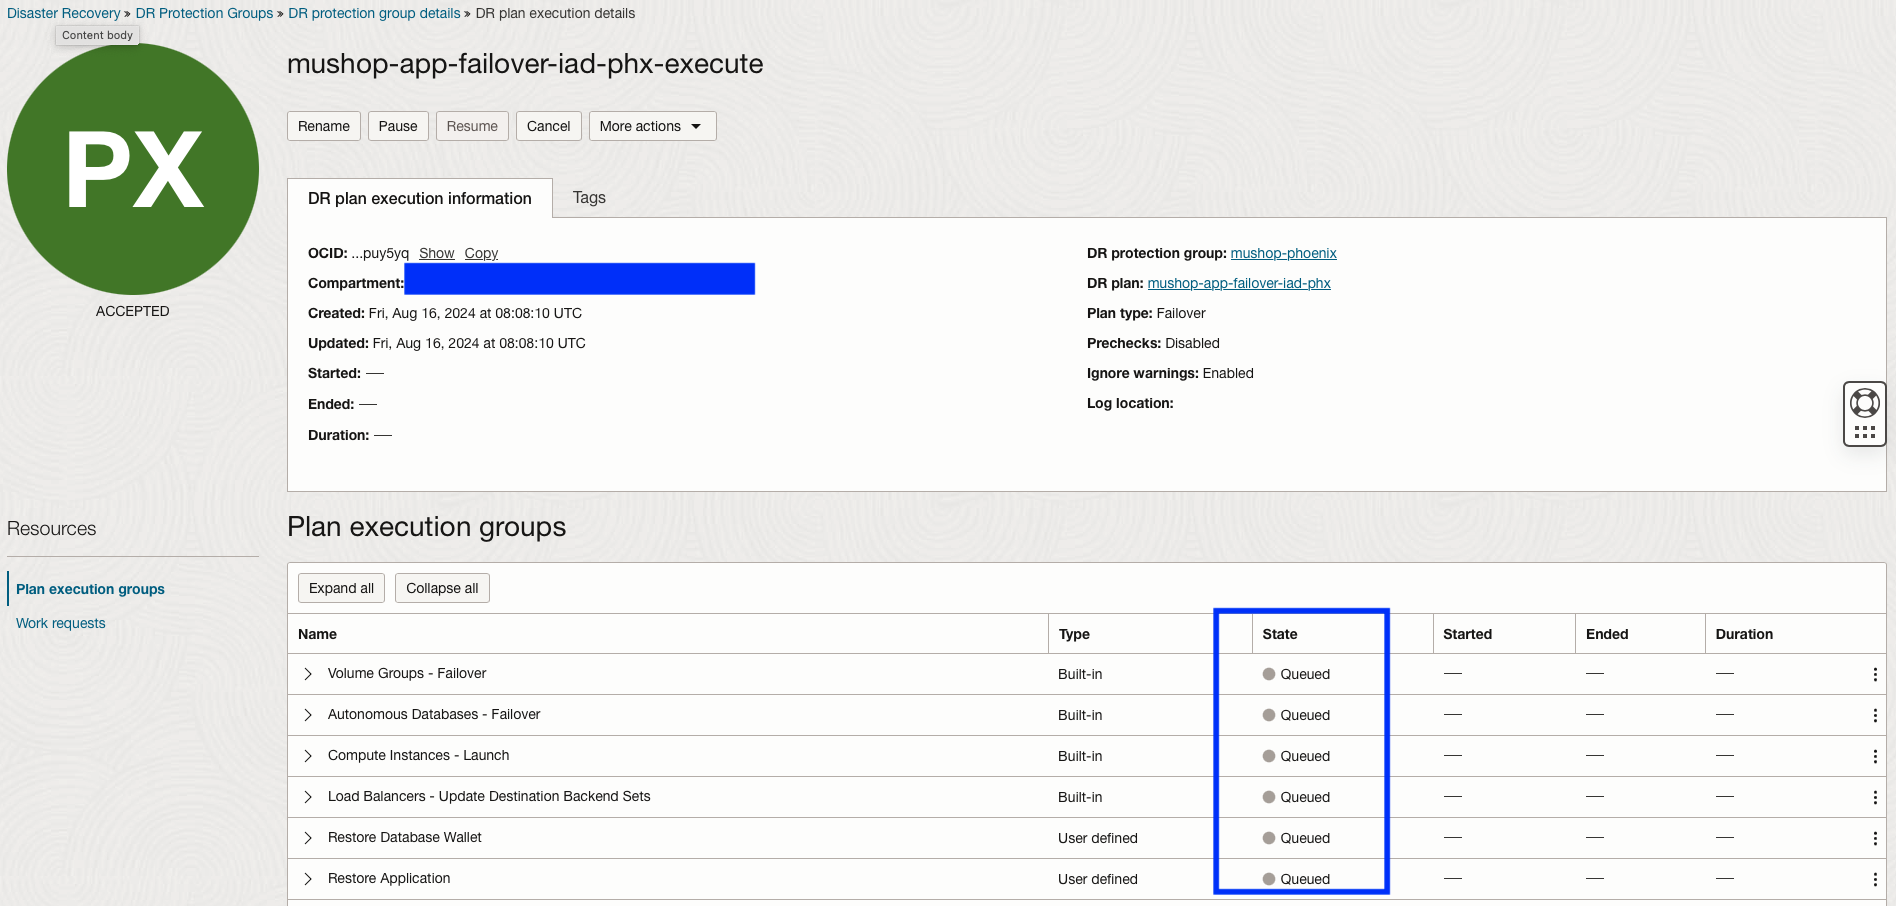 Disaster Recovery » DR Protection Groups » DR protection group details » DR plan execution details
Content body
PX
ACCEPTED
mushop-app-failover-iad-phx-execute
Rename Pause Resume Cancel More actions
DR plan execution information Tags
OCID: ...puy5yq Show Copy
Compartment:
Created: Fri, Aug 16, 2024 at 08:08:10 UTC
Updated: Fri, Aug 16, 2024 at 08:08:10 UTC
Started: —
Ended: —
Duration: —
DR protection group: mushop-phoenix
DR plan: mushop-app-failover-iad-phx
Plan type: Failover
Prechecks: Disabled
Ignore warnings: Enabled
Log location:
Resources
Plan execution groups
Work requests
Plan execution groups
Expand all Collapse all
Name Type State Started Ended Duration
Volume Groups - Failover Built-in Queued — — —
Autonomous Databases - Failover Built-in Queued — — —
Compute Instances - Launch Built-in Queued — — —
Load Balancers - Update Destination Backend Sets Built-in Queued — — —
Restore Database Wallet User defined Queued — — —
Restore Application User defined Queued — — —